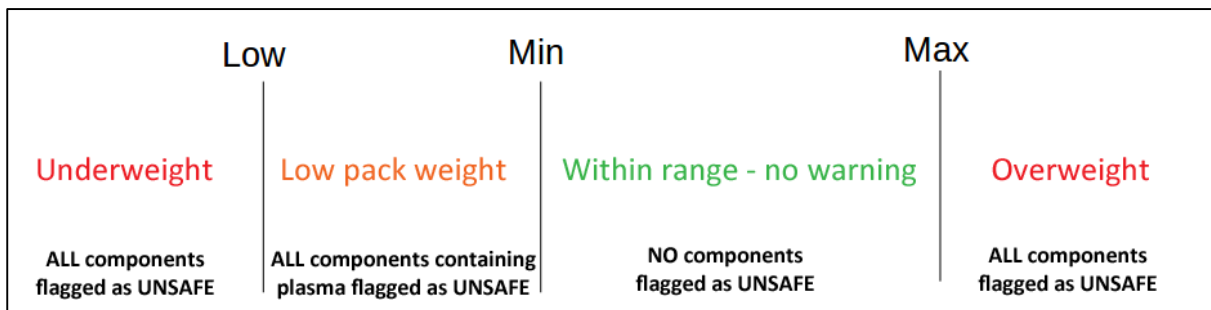 Low
Min
Max
Underweight
Low pack weight
Within range - no warning
Overweight
ALL components
flagged as UNSAFE
ALL components containing
plasma flagged as UNSAFE
NO components
flagged as UNSAFE
ALL components
flagged as UNSAFE